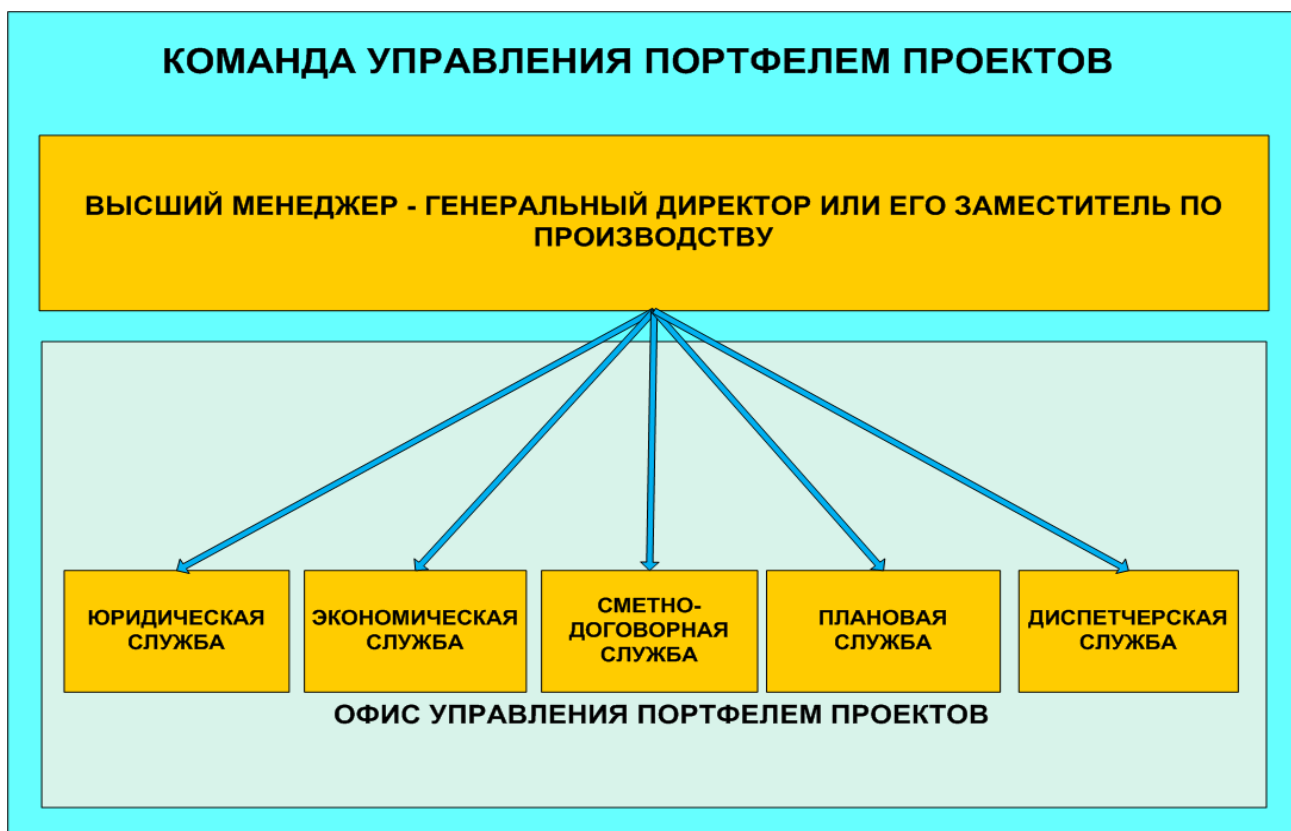 КОМАНДА УПРАВЛЕНИЯ ПОРТФЕЛЕМ ПРОЕКТОВ
ВЫСШИЙ МЕНЕДЖЕР - ГЕНЕРАЛЬНЫЙ ДИРЕКТОР ИЛИ ЕГО ЗАМЕСТИТЕЛЬ ПО
ПРОИЗВОДСТВУ
ЮРИДИЧЕСКАЯ
СЛУЖБА
ЭКОНОМИЧЕСКАЯ
СЛУЖБА
СМЕТНО-
ДОГОВОРНАЯ
СЛУЖБА
ПЛАНОВАЯ
СЛУЖБА
ДИСПЕТЧЕРСКАЯ
СЛУЖБА
ОФИС УПРАВЛЕНИЯ ПОРТФЕЛЕМ ПРОЕКТОВ